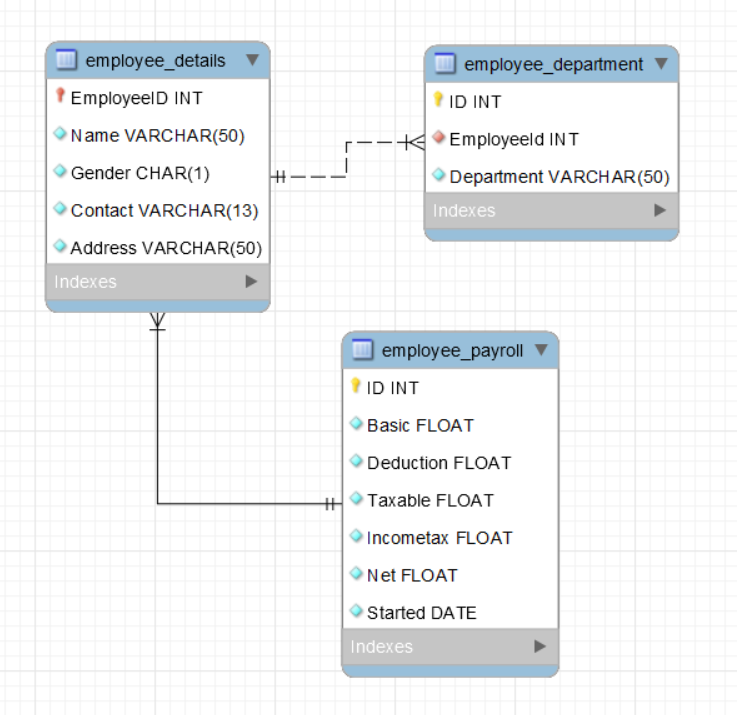 employee_details
EmployeeID INT
Name VARCHAR(50)
Gender CHAR(1)
Contact VARCHAR(13)
Address VARCHAR(50)
Indexes
employee_department
ID INT
EmployeeId INT
Department VARCHAR(50)
Indexes
employee_payroll
ID INT
Basic FLOAT
Deduction FLOAT
Taxable FLOAT
Incometax FLOAT
Net FLOAT
Started DATE
Indexes